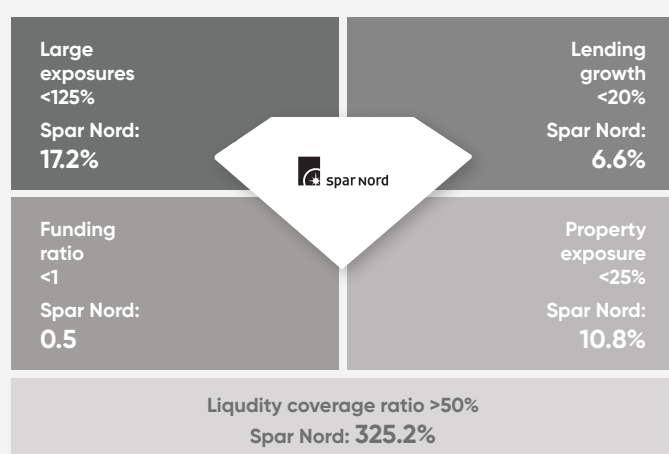 Large
exposures
<125%
Spar Nord:
17.2%
Lending
growth
<20%
Spar Nord:
6.6%
spar nord
Funding
ratio
<1
Spar Nord:
0.5
Property
exposure
<25%
Spar Nord:
10.8%
Liqudity coverage ratio >50%
Spar Nord: 325.2%